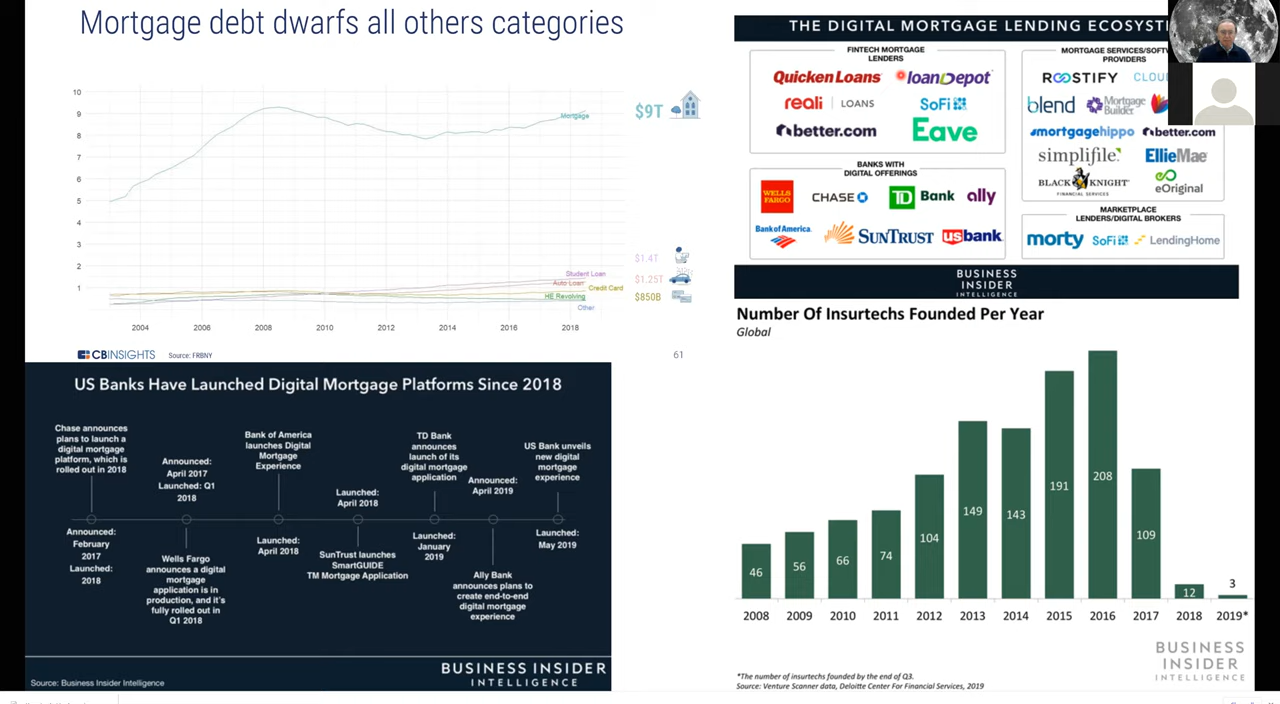 Mortgage debt dwarfs all others categories
10
9
8
7
6
5
4
3
2
1
Mortgage
Student Loan
Auto Loan
Credit Card
HE Revolving
Other
2004 2006 2008 2010 2012 2014 2016 2018
$9T
$1.4T
$1.25T
$850B
CBINSIGHTS Source: FRBNY
61
THE DIGITAL MORTGAGE LENDING ECOSYST
FINTECH MORTGAGE
LENDERS
Quicken Loans loanDepot
reali LOANS SoFi
better.com Eave
BANKS WITH
DIGITAL OFFERINGS
WELLS
FARGO
CHASE TD Bank ally
Bank of America SUNTRUST usbank
MORTGAGE SERVICES/SOFTW
PROVIDERS
ROOSTIFY CLOU
blend Mortgage
Builder
mortgagehippo better.com
simplifile EllieMae
BLACK KNIGHT
FINANCIAL SERVICES
eOriginal
MARKETPLACE
LENDERS/DIGITAL BROKERS
morty SoFi LendingHome
BUSINESS
INSIDER
INTELLIGENCE
US Banks Have Launched Digital Mortgage Platforms Since 2018
Chase announces
plans to launch a
digital mortgage
platform, which is
rolled out in 2018
Announced:
February
2017
Launched:
2018
Announced:
April 2017
Launched: Q1
2018
Wells Fargo
announces a digital
mortgage
application is in
production, and it's
fully rolled out in
Q1 2018
Bank of America
launches Digital
Mortgage
Experience
Launched:
April 2018
Launched:
April 2018
SunTrust launches
SmartGUIDE
TM Mortgage Application
TD Bank
announces
launch of its
digital mortgage
application
Launched:
January
2019
Announced:
April 2019
Ally Bank
announces plans to
create end-to-end
digital mortgage
experience
US Bank unveils
new digital
mortgage
experience
Launched:
May 2019
Source: Business Insider Intelligence
BUSINESS INSIDER
INTELLIGENCE
Number Of Insurtechs Founded Per Year
Global
46 56 66 74 104 149 143 191 208 109 12 3
2008 2009 2010 2011 2012 2013 2014 2015 2016 2017 2018 2019*
*The number of insurtechs founded by the end of Q3.
Source: Venture Scanner data, Deloitte Center For Financial Services, 2019
BUSINESS
INSIDER
INTELLIGENCE